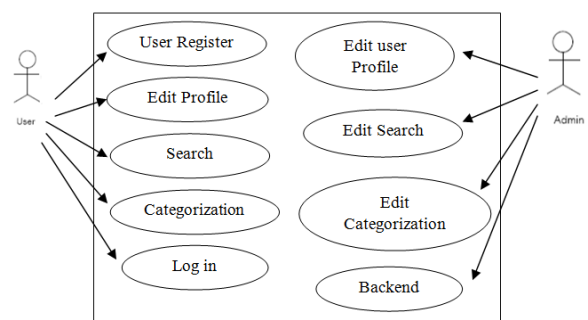 User Register
Edit Profile
Search
Categorization
Log in
User
Edit user
Profile
Edit Search
Edit
Categorization
Backend
Admin